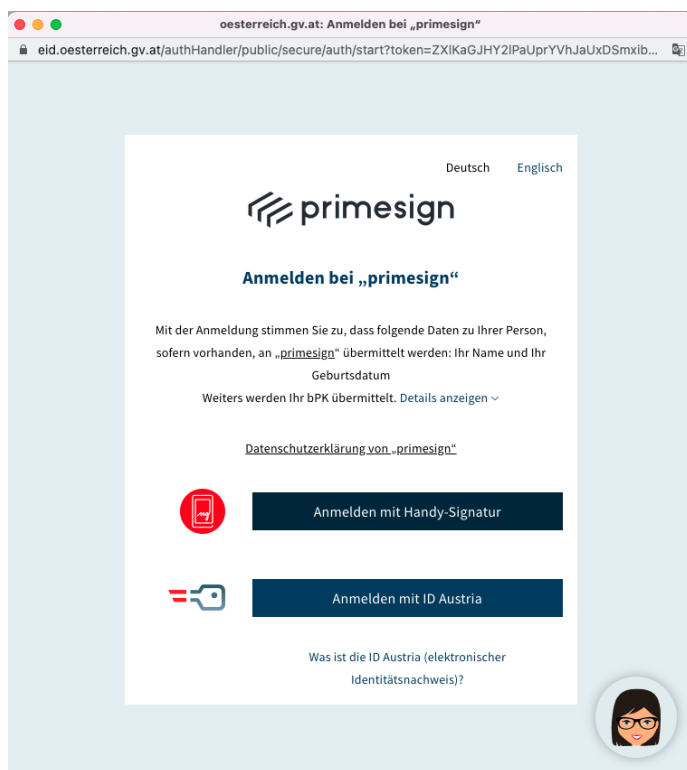 oesterreich.gv.at: Anmelden bei „primesign“
eid.oesterreich.gv.at/authHandler/public/secure/auth/start?token=ZXlKaGJHY2lPaUprYVhJaUxDSmxib...
Deutsch Englisch
primesign
Anmelden bei „primesign“
Mit der Anmeldung stimmen Sie zu, dass folgende Daten zu Ihrer Person,
sofern vorhanden, an „primesign“ übermittelt werden: Ihr Name und Ihr
Geburtsdatum
Weiters werden Ihr bPK übermittelt. Details anzeigen
Datenschutzerklärung von „primesign“
Anmelden mit Handy-Signatur
Anmelden mit ID Austria
Was ist die ID Austria (elektronischer
Identitätsnachweis)?